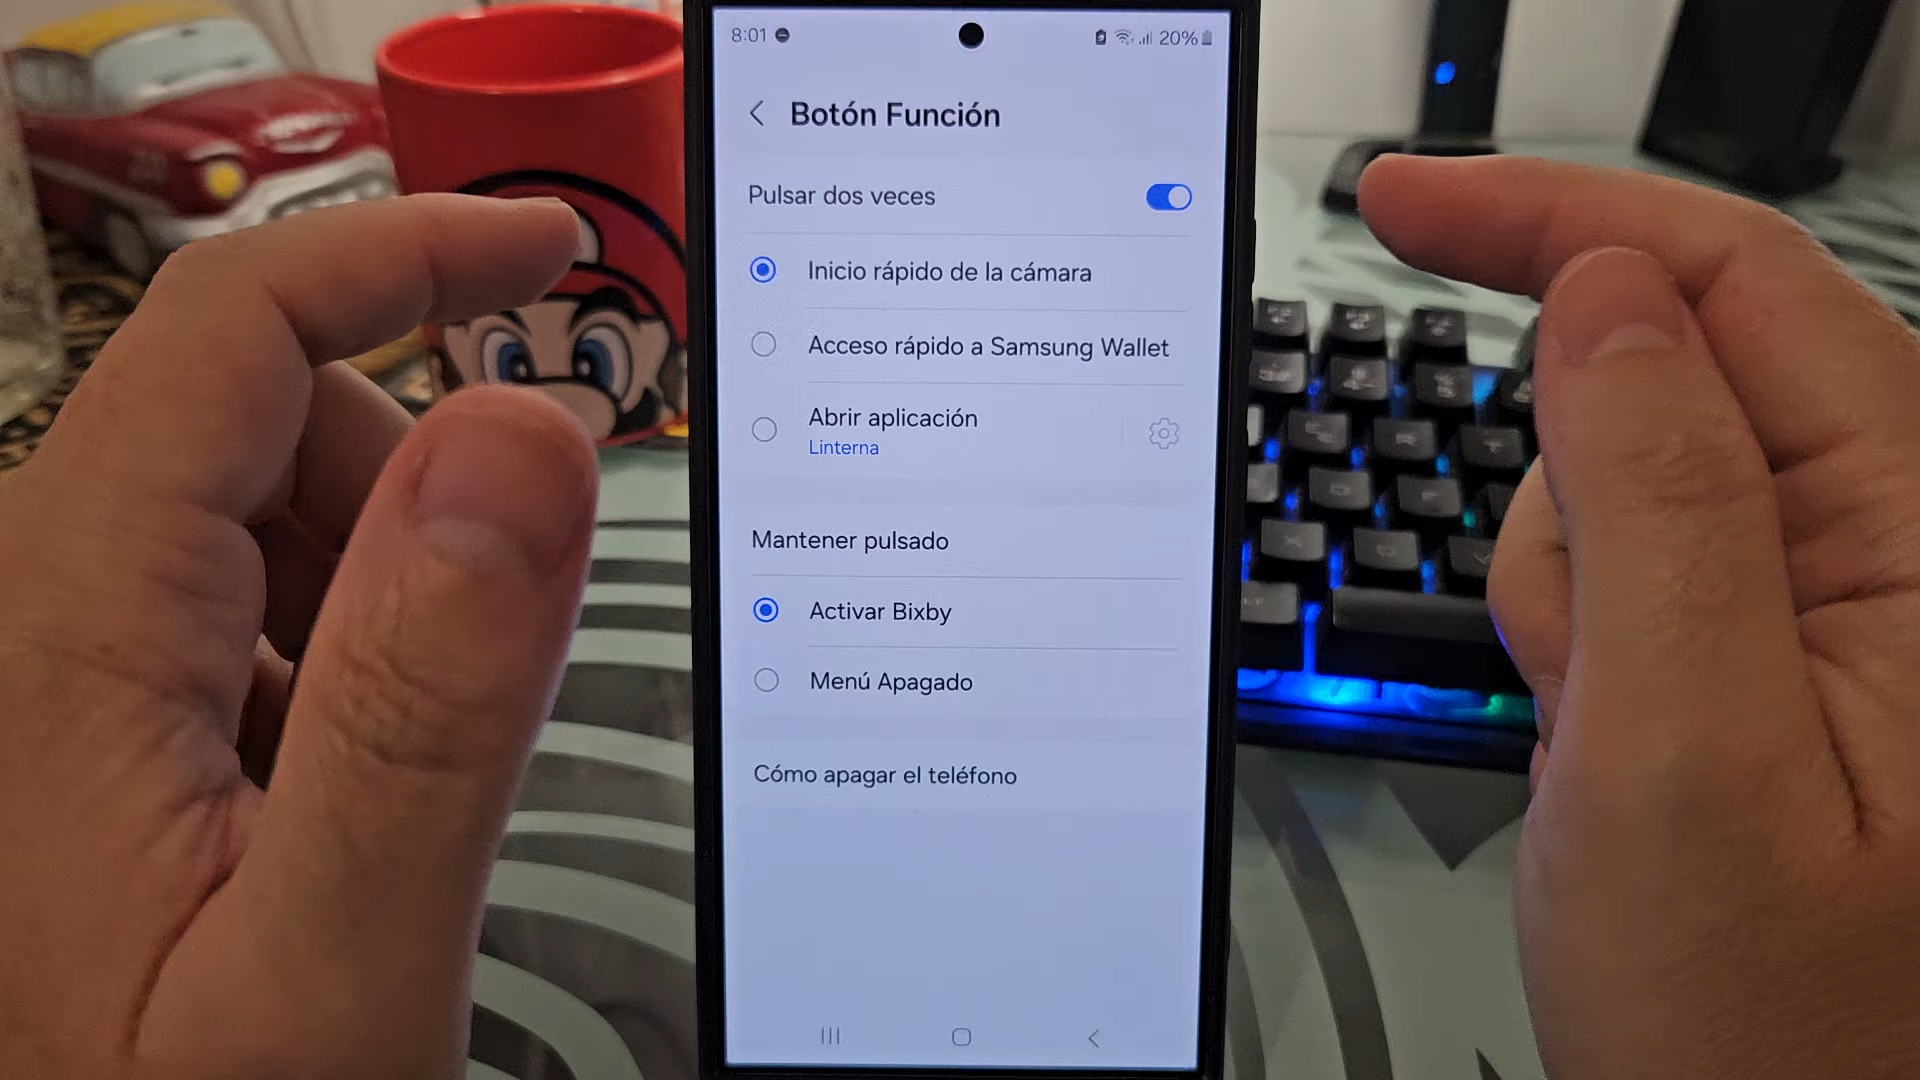 8:01
20%
Botón Función
Pulsar dos veces
Inicio rápido de la cámara
Acceso rápido a Samsung Wallet
Abrir aplicación
Linterna
Mantener pulsado
Activar Bixby
Menú Apagado
Cómo apagar el teléfono